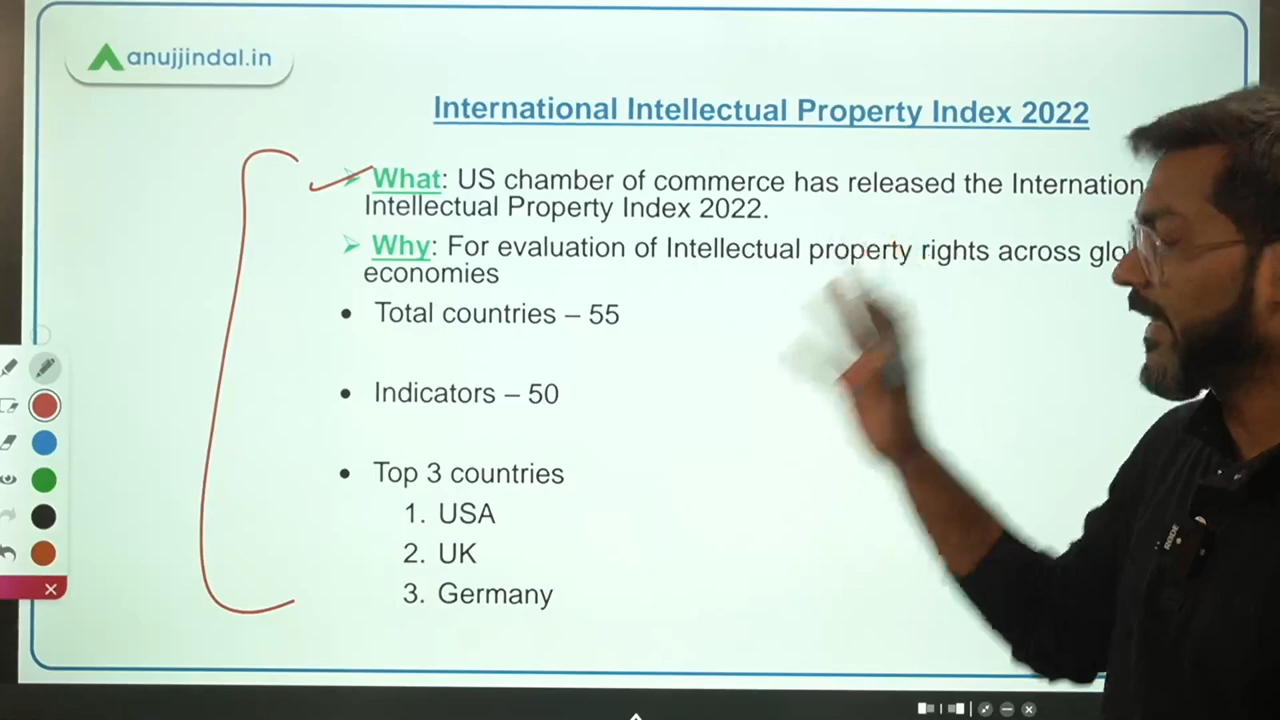 anujjindal.in
International Intellectual Property Index 2022
➢ What: US chamber of commerce has released the Internation
Intellectual Property Index 2022.
➢ Why: For evaluation of Intellectual property rights across glo
economies
• Total countries – 55
• Indicators – 50
• Top 3 countries
1. USA
2. UK
3. Germany
RODE